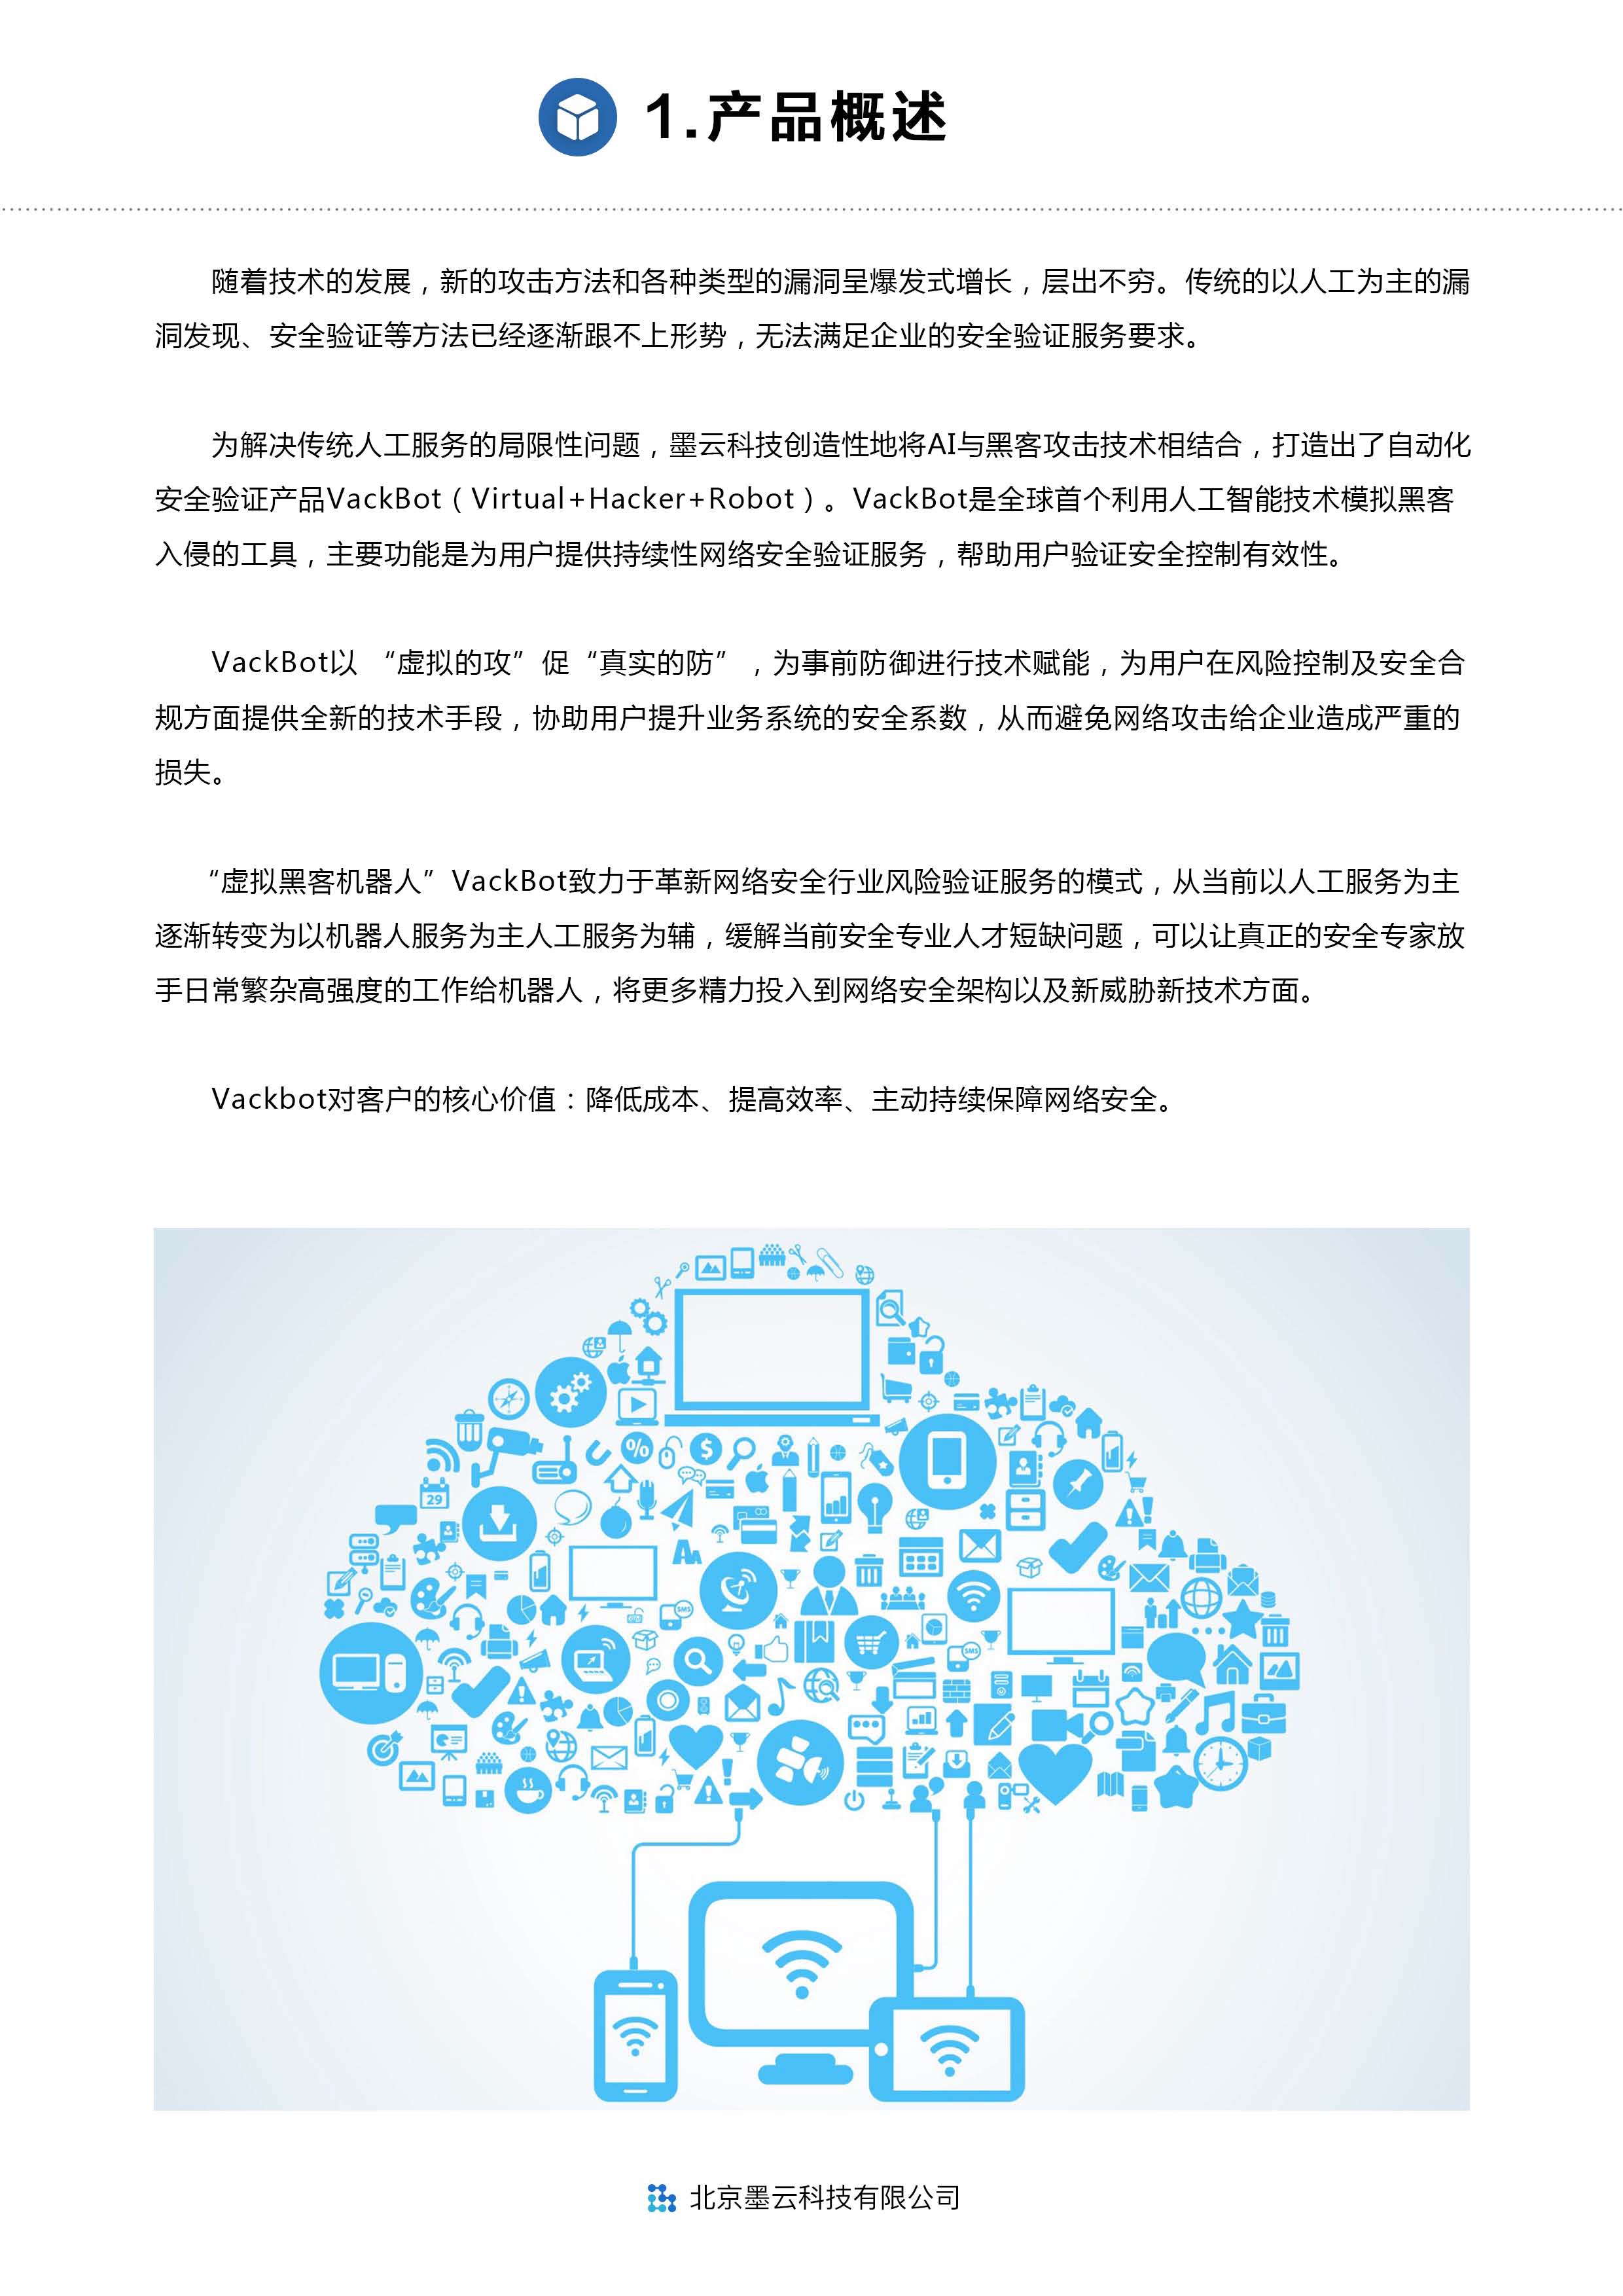 1.产品概述
随着技术的发展，新的攻击方法和各种类型的漏洞呈爆发式增长，层出不穷。传统的以人工为主的漏
洞发现、安全验证等方法已经逐渐跟不上形势，无法满足企业的安全验证服务要求。
为解决传统人工服务的局限性问题，墨云科技创造性地将AI与黑客攻击技术相结合，打造出了自动化
安全验证产品VackBot（Virtual+Hacker+Robot）。VackBot是全球首个利用人工智能技术模拟黑客
入侵的工具，主要功能是为用户提供持续性网络安全验证服务，帮助用户验证安全控制有效性。
VackBot以 “虚拟的攻”促“真实的防”，为事前防御进行技术赋能，为用户在风险控制及安全合
规方面提供全新的技术手段，协助用户提升业务系统的安全系数，从而避免网络攻击给企业造成严重的
损失。
“虚拟黑客机器人”VackBot致力于革新网络安全行业风险验证服务的模式，从当前以人工服务为主
逐渐转变为以机器人服务为主人工服务为辅，缓解当前安全专业人才短缺问题，可以让真正的安全专家放
手日常繁杂高强度的工作给机器人，将更多精力投入到网络安全架构以及新威胁新技术方面。
Vackbot对客户的核心价值：降低成本、提高效率、主动持续保障网络安全。
%
$
29
AA
SMS
SMS
北京墨云科技有限公司